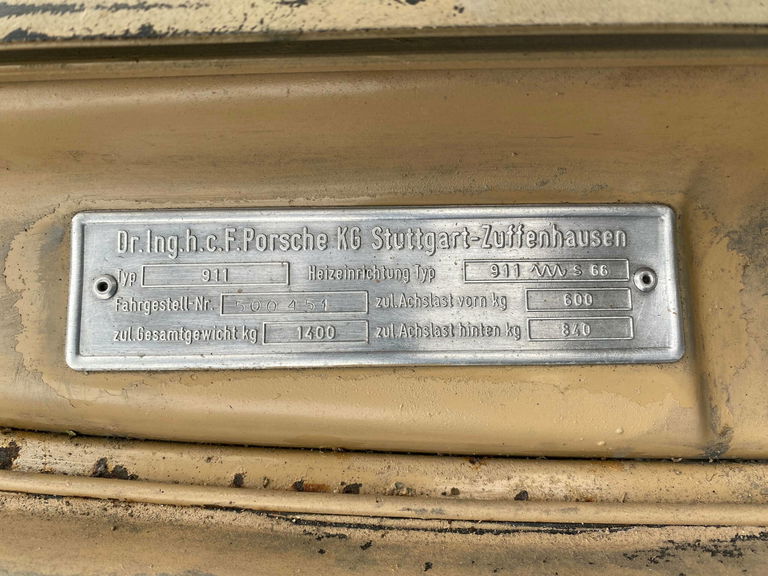 Dr.Ing.h.c.F.Porsche KG Stuttgart-Zuffenhausen
Typ 911 Heizeinrichtung Typ 911 S 66
Fahrgestell-Nr. 500451 zul.Achslast vorn kg 600
zul.Gesamtgewicht kg 1400 zul.Achslast hinten kg 840